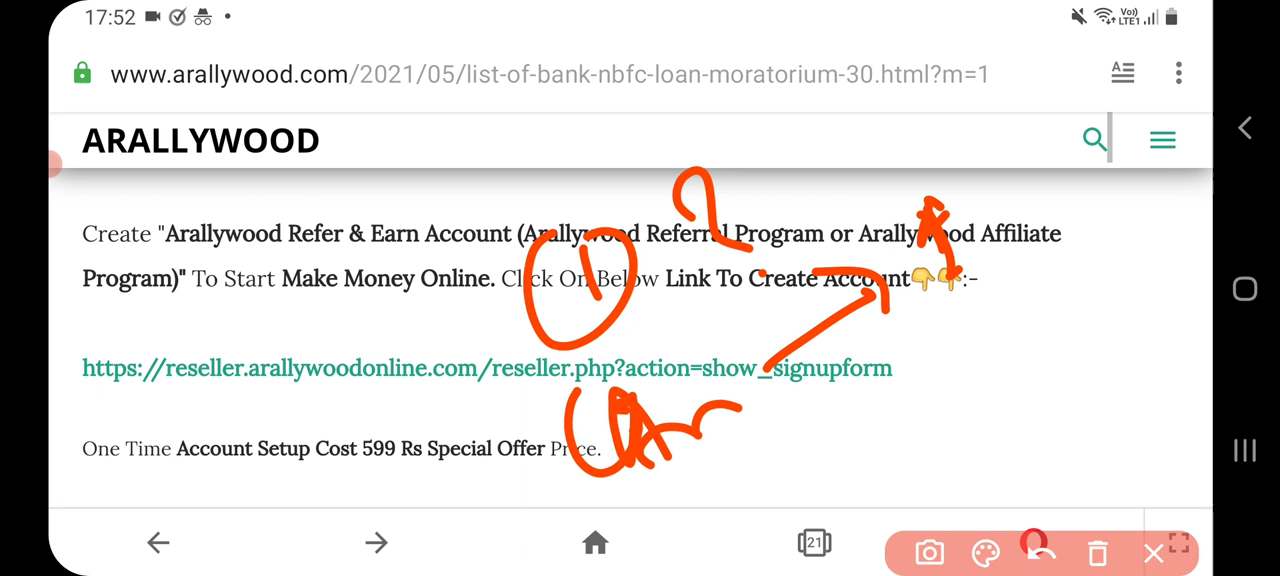 17:52
Vo)) LTE1
www.arallywood.com/2021/05/list-of-bank-nbfc-loan-moratorium-30.html?m=1
ARALLYWOOD
Create "Arallywood Refer & Earn Account (Arallywood Referral Program or Arallywood Affiliate
Program)" To Start Make Money Online. Click On Below Link To Create Account👇👇:-
https://reseller.arallywoodonline.com/reseller.php?action=show_signupform
One Time Account Setup Cost 599 Rs Special Offer Price.
21